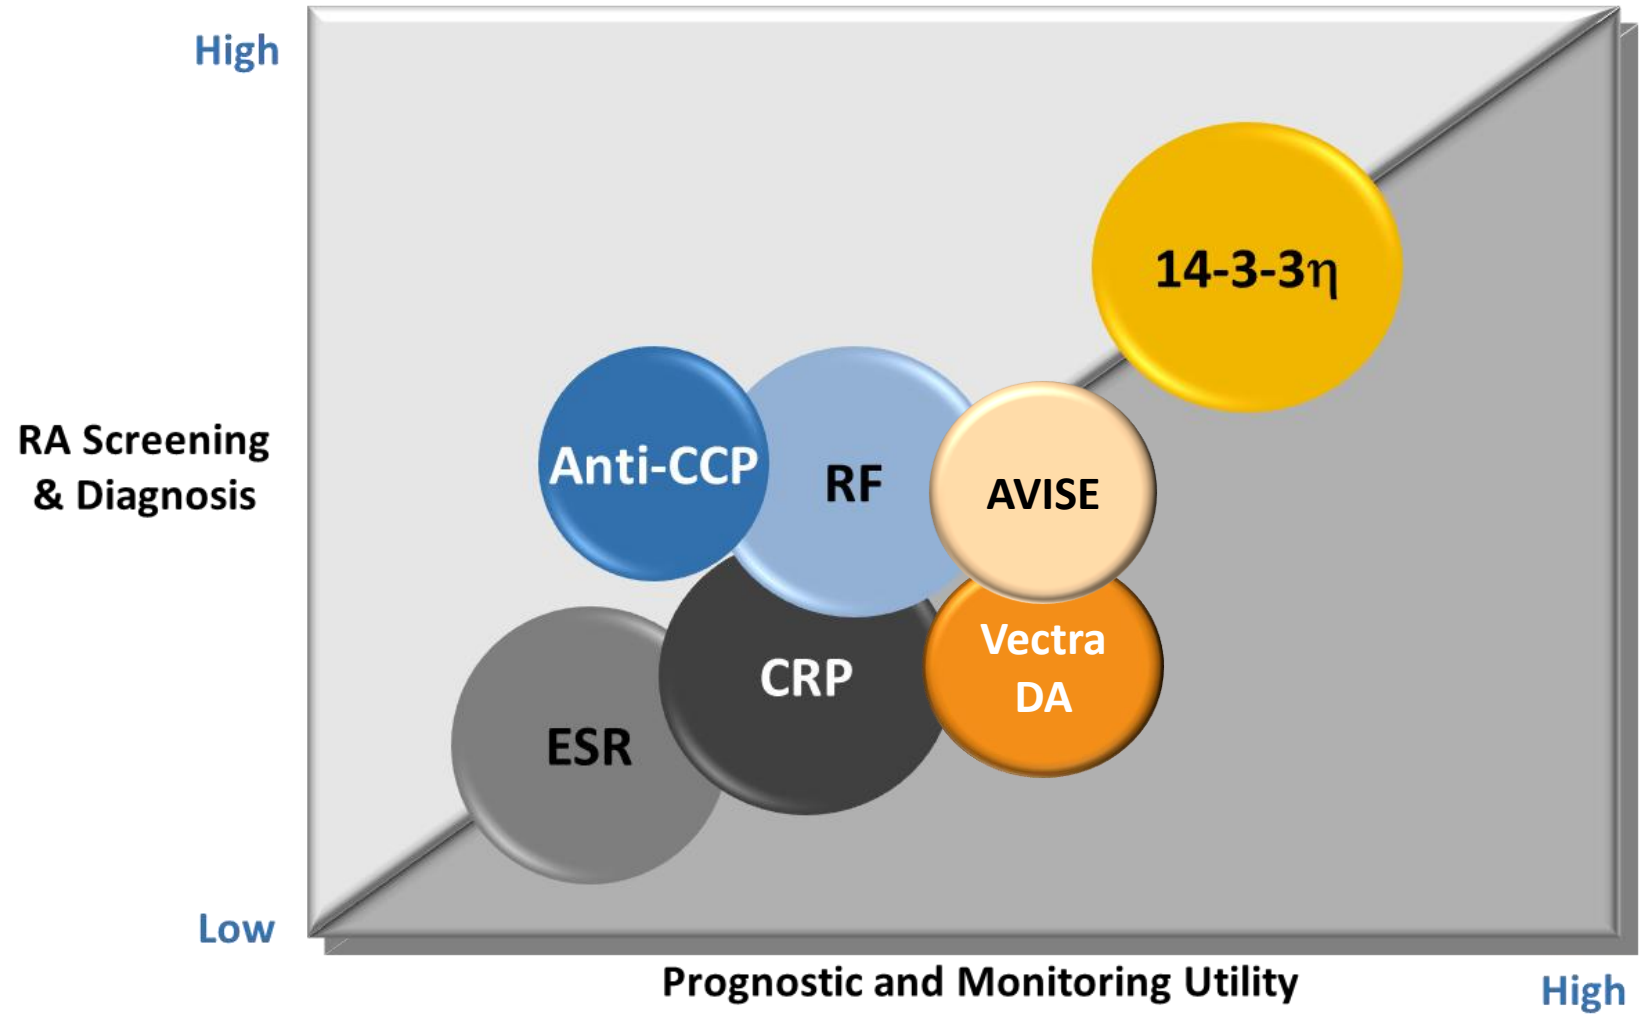 High
14-3-3η
RA Screening
& Diagnosis
Anti-CCP
RF
AVISE
Vectra
DA
CRP
ESR
Low
Prognostic and Monitoring Utility
High